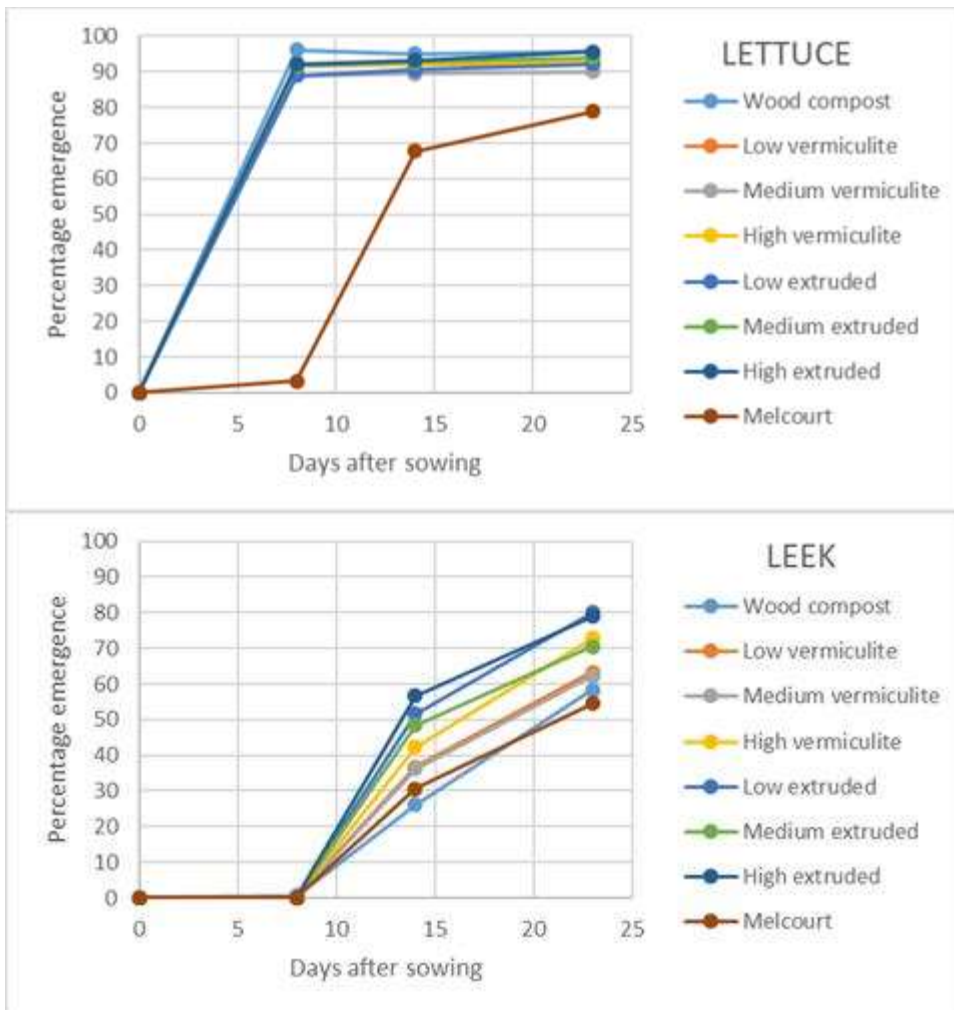 LETTUCE
Percentage emergence
100
90
80
70
60
50
40
30
20
10
0
0 5 10 15 20 25
Days after sowing
Wood compost
Low vermiculite
Medium vermiculite
High vermiculite
Low extruded
Medium extruded
High extruded
Melcourt
LEEK
Percentage emergence
100
90
80
70
60
50
40
30
20
10
0
0 5 10 15 20 25
Days after sowing
Wood compost
Low vermiculite
Medium vermiculite
High vermiculite
Low extruded
Medium extruded
High extruded
Melcourt